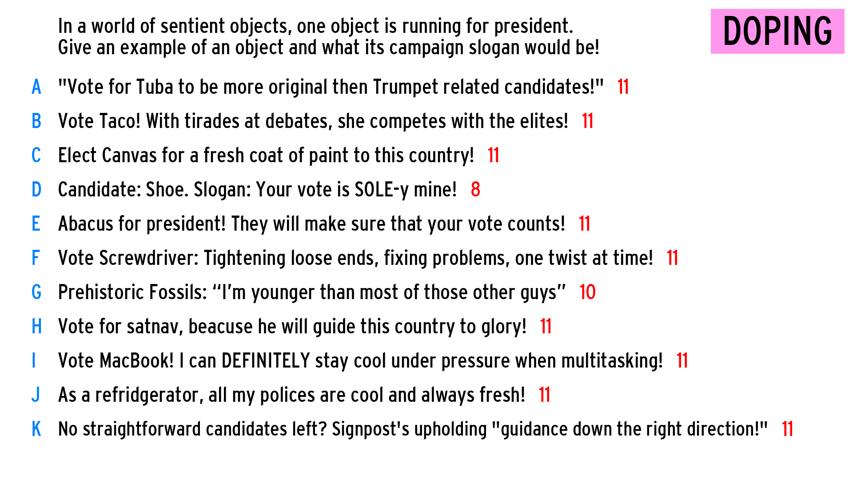 In a world of sentient objects, one object is running for president.
Give an example of an object and what its campaign slogan would be!
DOPING
A "Vote for Tuba to be more original then Trumpet related candidates!" 11
B Vote Taco! With tirades at debates, she competes with the elites! 11
C Elect Canvas for a fresh coat of paint to this country! 11
D Candidate: Shoe. Slogan: Your vote is SOLE-y mine! 8
E Abacus for president! They will make sure that your vote counts! 11
F Vote Screwdriver: Tightening loose ends, fixing problems, one twist at time! 11
G Prehistoric Fossils: “I’m younger than most of those other guys” 10
H Vote for satnav, beacuse he will guide this country to glory! 11
I Vote MacBook! I can DEFINITELY stay cool under pressure when multitasking! 11
J As a refridgerator, all my polices are cool and always fresh! 11
K No straightforward candidates left? Signpost's upholding "guidance down the right direction!" 11